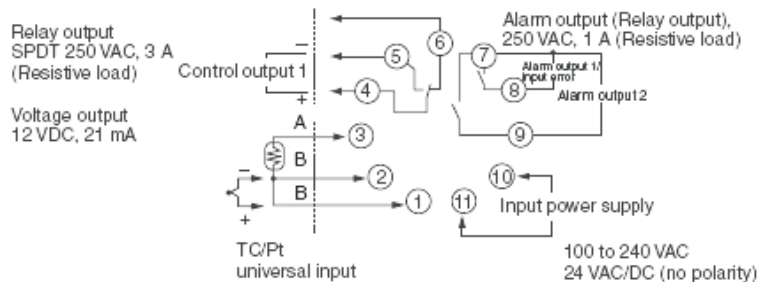 Relay output
SPDT 250 VAC, 3 A
(Resistive load)
Voltage output
12 VDC, 21 mA
Control output 1
−
+
6
5
4
Alarm output (Relay output),
250 VAC, 1 A (Resistive load)
7
Alarm output 1/
Input error
8
Alarm output2
9
A
3
B
2
B
1
−
+
TC/Pt
universal input
10
11
Input power supply
100 to 240 VAC
24 VAC/DC (no polarity)